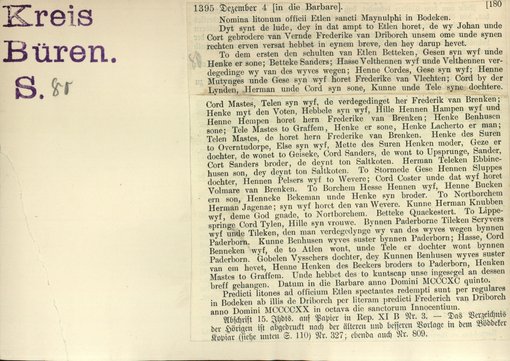 Kreis
Büren.
S. 80
1395 Dezember 4 [in die Barbare]. [180
Nomina litonum officii Etlen sancti Maynulphi in Bodeken.
Dyt synt de lude, dey in dat ampt to Etlen horet, de wy Johan unde
Cort gebrodere van Vernde Frederike van Driborch unsem ome unde synen
rechten erven versat hebbet in eynem breve, den hey darup hevet.
To dem ersten den schulten van Etlen Betteken, Gesen syn wyf unde
Henke er sone; Betteke Sanders; Hasse Velthennen wyf unde Velthennen ver-
degedinge wy van des wyves wegen; Henne Cordes, Gese syn wyf; Henne
Mutynges unde Gese syn wyf horet Frederike van Vlechten; Cord by der
Lynden, Herman unde Cord syn sone, Kunne unde Tele syne dochtere.
Cord Mastes, Telen syn wyf, de verdegedinget her Frederik van Brenken;
Henke myt den Voten, Hebbele syn wyf, Hille Hennen Hampen wyf und
Henne Hempen horet hern Frederike van Brenken; Henke Benhusen
sone; Tele Mastes to Graffem, Henke er sone, Henke Lacherto er man;
Telen Mastes, de horet hern Frederike van Brenken. Henke des Suren
to Overntudorpe, Else syn wyf, Mette des Suren Henken moder, Geze er
dochter, de wonet to Geiseke, Cord Sanders, de wont to Upsprunge, Sander,
Cort Sanders broder, de deynt ton Saltkoten. Herman Teleken Ebbinc-
husen son, dey deynt ton Saltkoten. To Stormede Gese Hennen Sluppes
dochter, Hennen Pelsers wyf to Wevere; Cord Coster unde dat wyf horet
Volmare van Brenken. To Borchem Hesse Hennen wyf, Henne Bucken
ern son, Henneke Bekeman unde Henke syn broder. To Nortborchem
Herman Jagenae; syn wyf horet den van Wevere. Kunne Herman Knubben
wyf, deme God gnade, to Nortborchem. Betteke Quackestert. To Lippe-
springe Cord Tylen, Hille syn vrouwe. Bynnen Paderborne Tileken Scryvers
wyf unde Tileken, den man verdegelynge wy van des wyves wegen bynnen
Paderborn. Kunne Benhusen wyves suster bynnen Paderborn; Hasse, Cord
Benneken wyf, de to Atlen wont, unde Tele er dochter wont bynnen
Paderborn. Gobelen Vysschers dochter, dey Kunnen Benhusen wyves suster
van em hevet, Henne Henken des Beckers broders to Paderborn, Henken
Mastes to Graffem. Unde hebbet des to kuntscap unse ingesegel an dessen
breff gehangen. Datum in die Barbare anno Domini MCCCXC quinto.
Predicti litones ad officium Etlen spectantes redempti sunt per regulares
in Bodeken ab illis de Driborch per literam predicti Frederich van Driborch
anno Domini MCCCCXX in octava die sanctorum Innocentium.
Abschrift 15. Jhdts. auf Papier in Rep. XI B Nr. 3. — Das Verzeichnis
der Hörigen ist abgedruckt nach der älteren und besseren Vorlage in dem Böddeker
Kopiar (siehe unten S. 110) Nr. 327; ebenda auch Nr. 809.